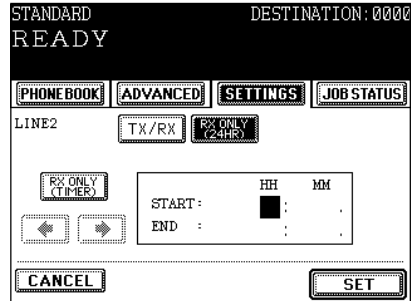 STANDARD DESTINATION:0000
READY
PHONE BOOK ADVANCED SETTINGS JOB STATUS
LINE2 TX/RX RX ONLY (24HR)
RX ONLY (TIMER)
HH MM
START: : .
END : : .
CANCEL SET